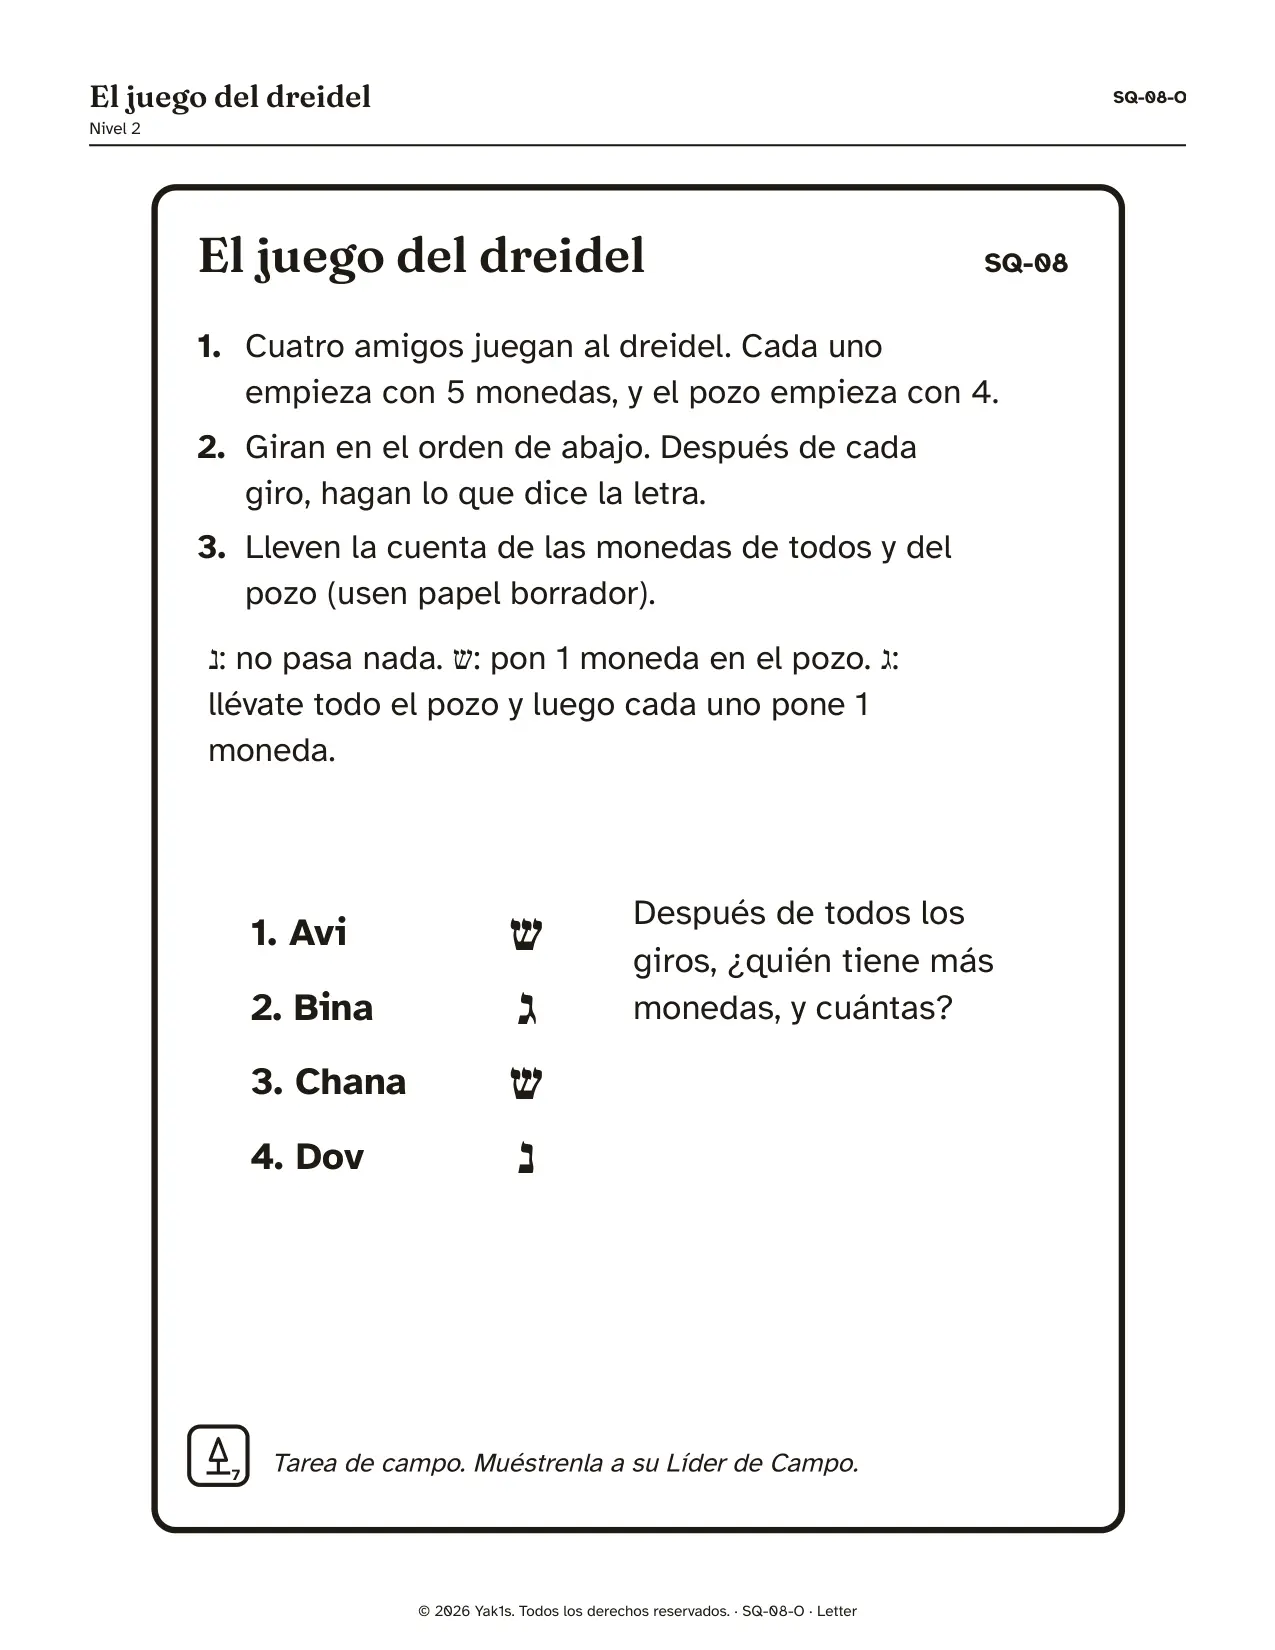 El juego del dreidel
SQ-08-O
Nivel 2
El juego del dreidel
SQ-08
1. Cuatro amigos juegan al dreidel. Cada uno
empieza con 5 monedas, y el pozo empieza con 4.
2. Giran en el orden de abajo. Después de cada
giro, hagan lo que dice la letra.
3. Lleven la cuenta de las monedas de todos y del
pozo (usen papel borrador).
נ: no pasa nada. ש: pon 1 moneda en el pozo. ג:
llévate todo el pozo y luego cada uno pone 1
moneda.
1. Avi ש
2. Bina ג
3. Chana ש
4. Dov נ
Después de todos los
giros, ¿quién tiene más
monedas, y cuántas?
7
Tarea de campo. Muéstrenla a su Líder de Campo.
© 2026 Yak1s. Todos los derechos reservados. · SQ-08-O · Letter